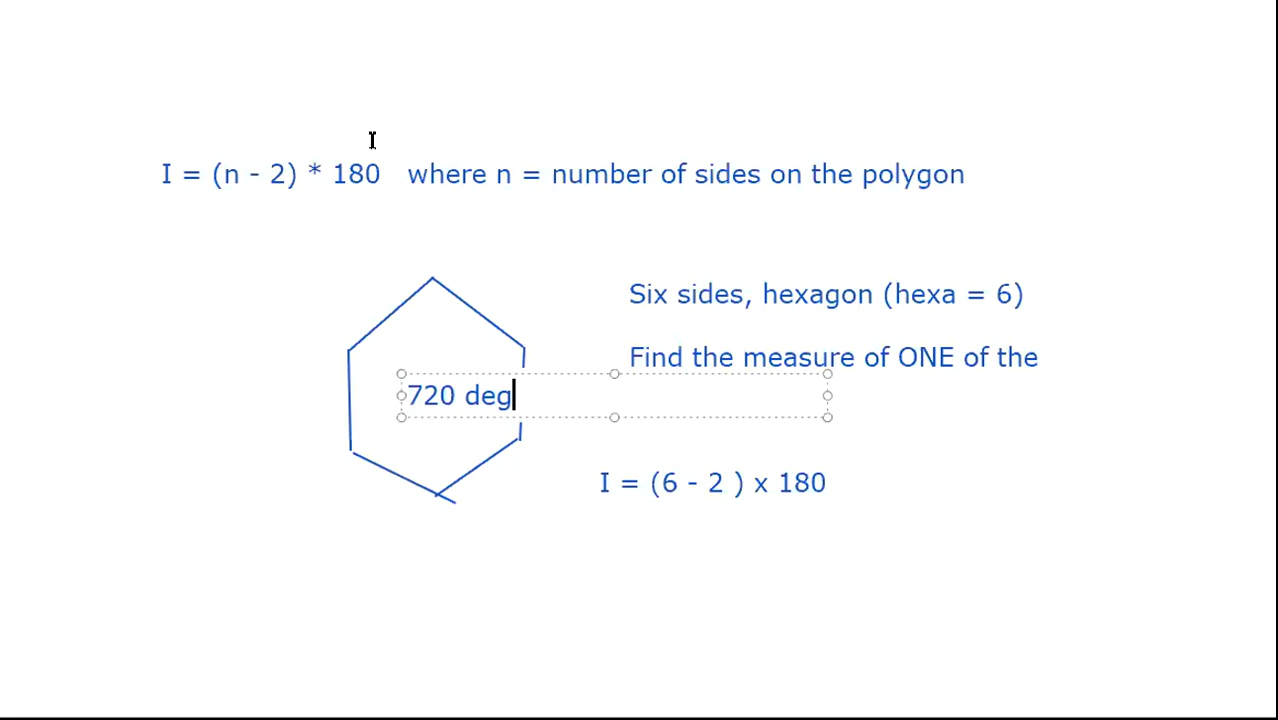 I = (n - 2) * 180 where n = number of sides on the polygon
Six sides, hexagon (hexa = 6)
Find the measure of ONE of the
720 deg
I = (6 - 2 ) x 180